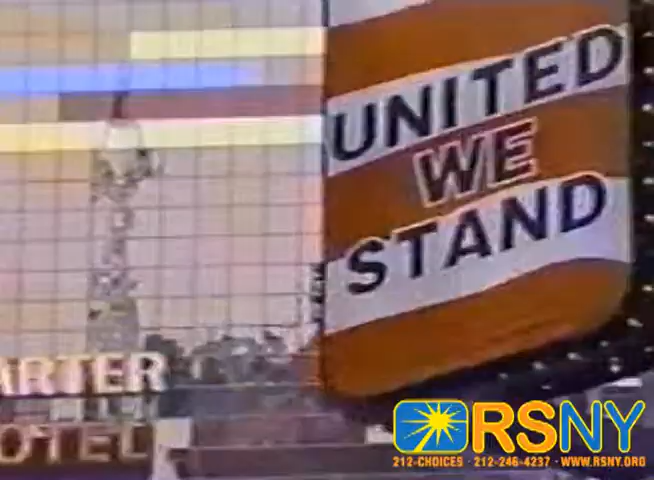 UNITED
WE
STAND
ARTER
OTEL
RSNY
212-CHOICES · 212-246-4237 · WWW.RSNY.ORG